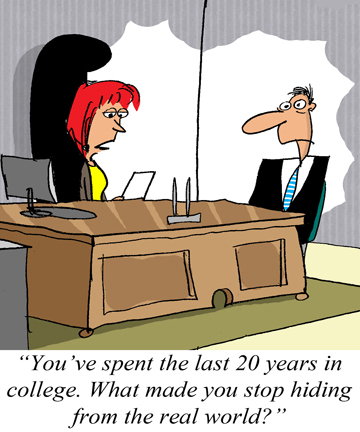 “You’ve spent the last 20 years in
college. What made you stop hiding
from the real world?”